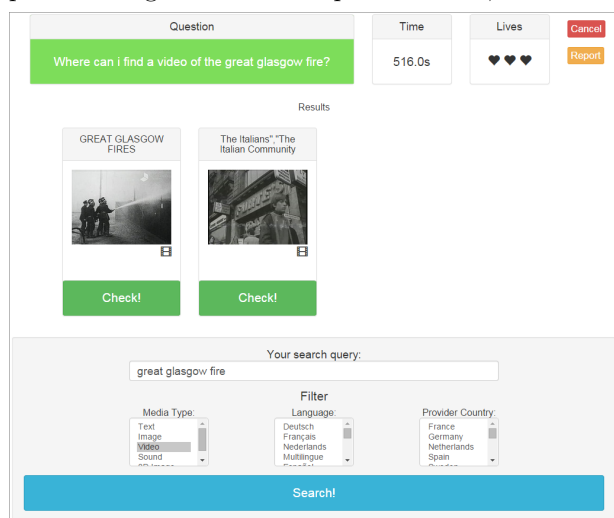 Question
Time
Lives
Cancel
Where can i find a video of the great glasgow fire?
516.0s
Report
Results
GREAT GLASGOW
FIRES
The Italians","The
Italian Community
Check!
Check!
Your search query:
great glasgow fire
Filter
Media Type:
Language:
Provider Country:
Text
Image
Video
Sound
Deutsch
Français
Nederlands
Multilingue
France
Germany
Netherlands
Spain
Search!